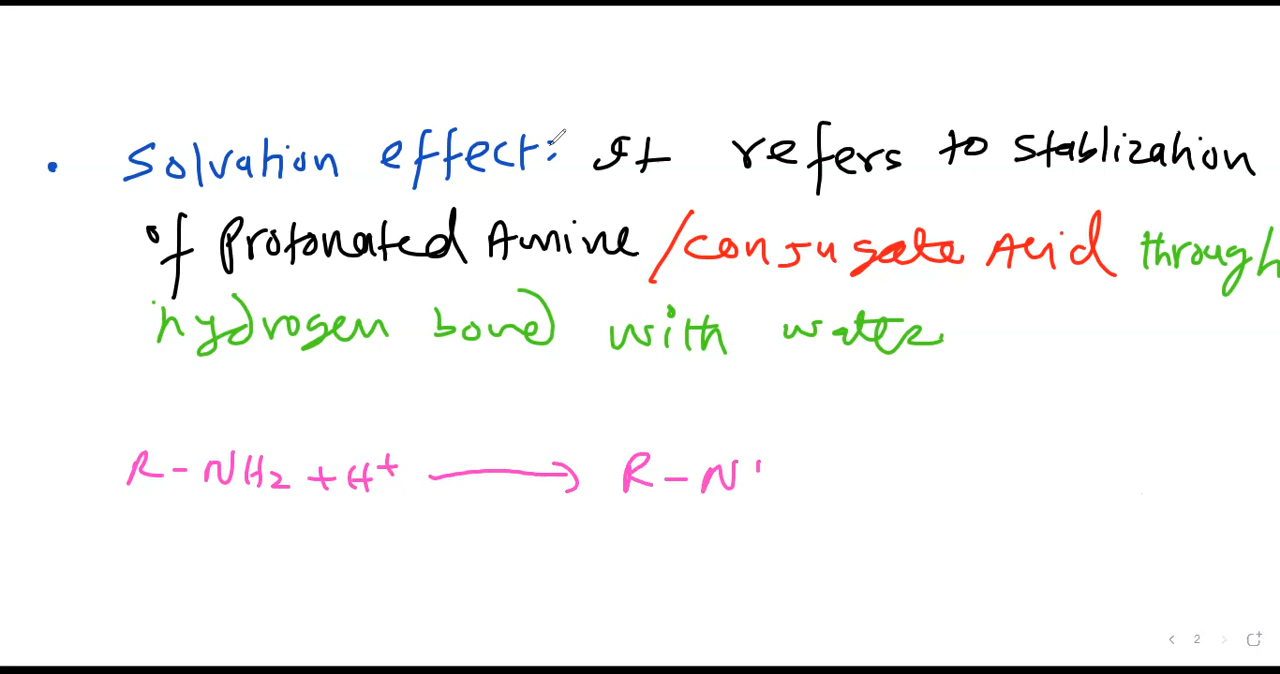 • Solvation effect: It refers to Stablization
of Protonated Amine /conjugate Acid through
hydrogen bond with water
R-NH2 + H+ ⟶ R-N'
< 2 >